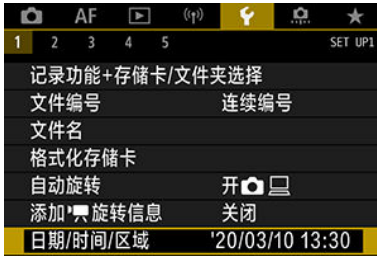 AF
1 2 3 4 5 SET UP1
记录功能+存储卡/文件夹选择
文件编号 连续编号
文件名
格式化存储卡
自动旋转 开
添加旋转信息 关闭
日期/时间/区域 '20/03/10 13:30